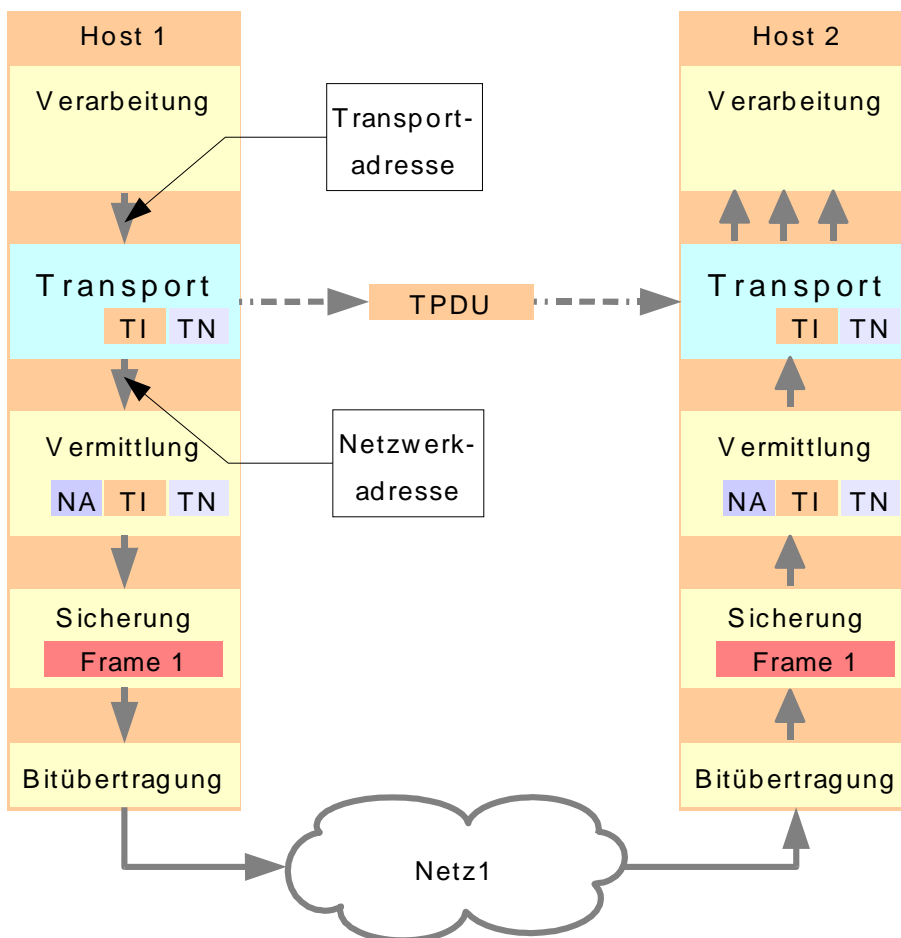 Host 1
Host 2
Verarbeitung
Verarbeitung
Transport-
adresse
Transport
TI TN
TPDU
Transport
TI TN
Vermittlung
NA TI TN
Netzwerk-
adresse
Vermittlung
NA TI TN
Sicherung
Frame 1
Sicherung
Frame 1
Bitübertragung
Bitübertragung
Netz1